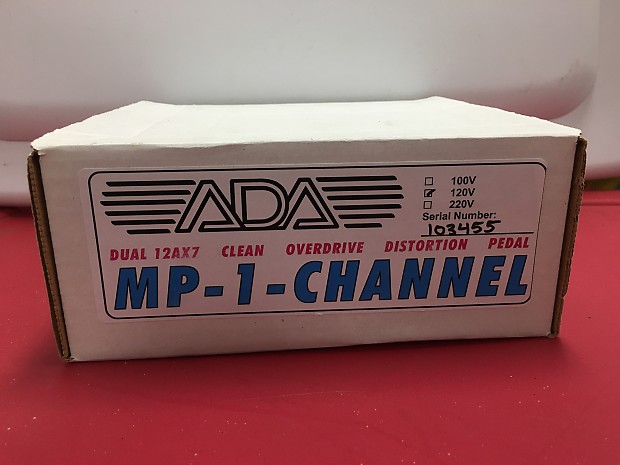 ADA
100V
120V
220V
Serial Number:
103455
DUAL 12AX7 CLEAN OVERDRIVE DISTORTION PEDAL
MP-1-CHANNEL